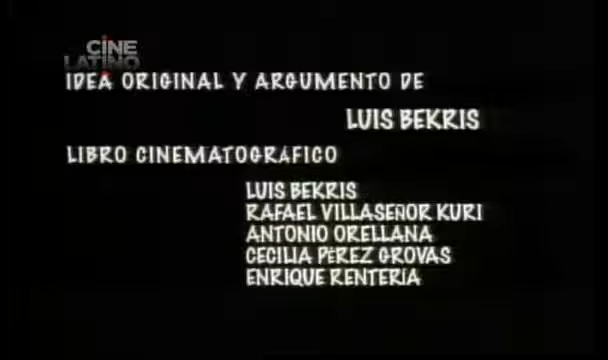 CINE
LATINO
IDEA ORIGINAL Y ARGUMENTO DE
LUIS BEKRIS
LIBRO CINEMATOGRÁFICO
LUIS BEKRIS
RAFAEL VILLASEÑOR KURI
ANTONIO ORELLANA
CECILIA PÉREZ GROVAS
ENRIQUE RENTERÍA